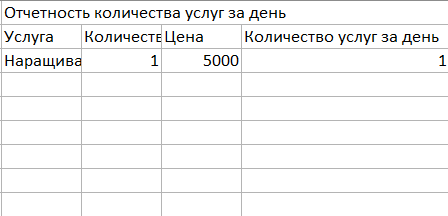 Отчетность количества услуг за день
Услуга Количеств Цена Количество услуг за день
Наращива 1 5000 1